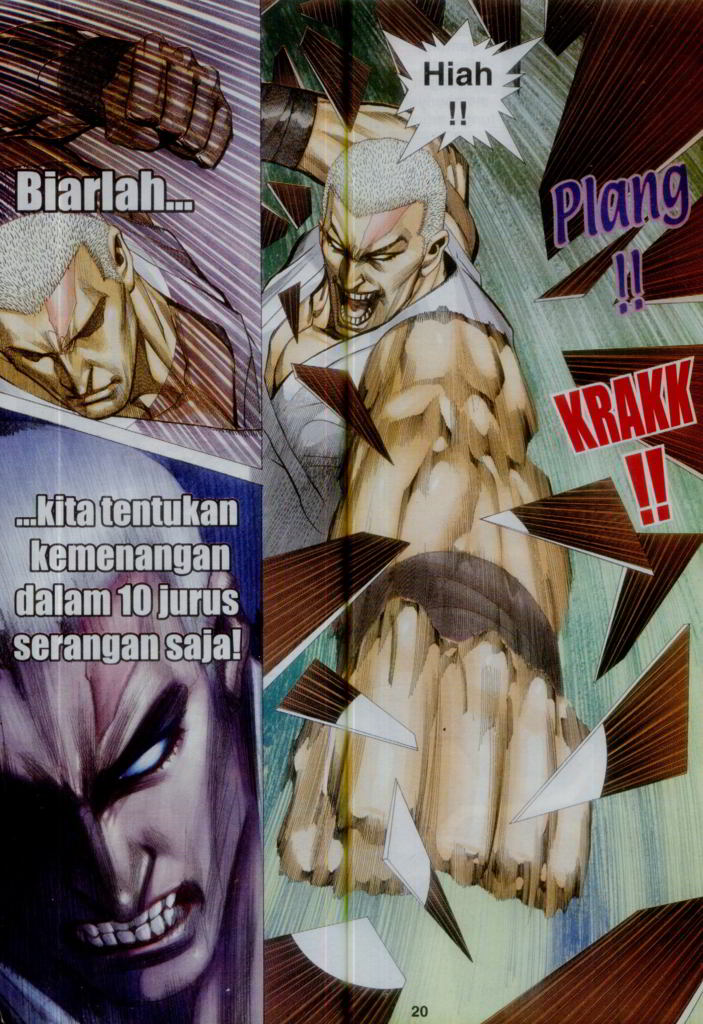 Biarlah...
...kita tentukan
kemenangan
dalam 10 jurus
serangan saja!
Hiah
!!
Plang
!!
KRAKK
!!
20